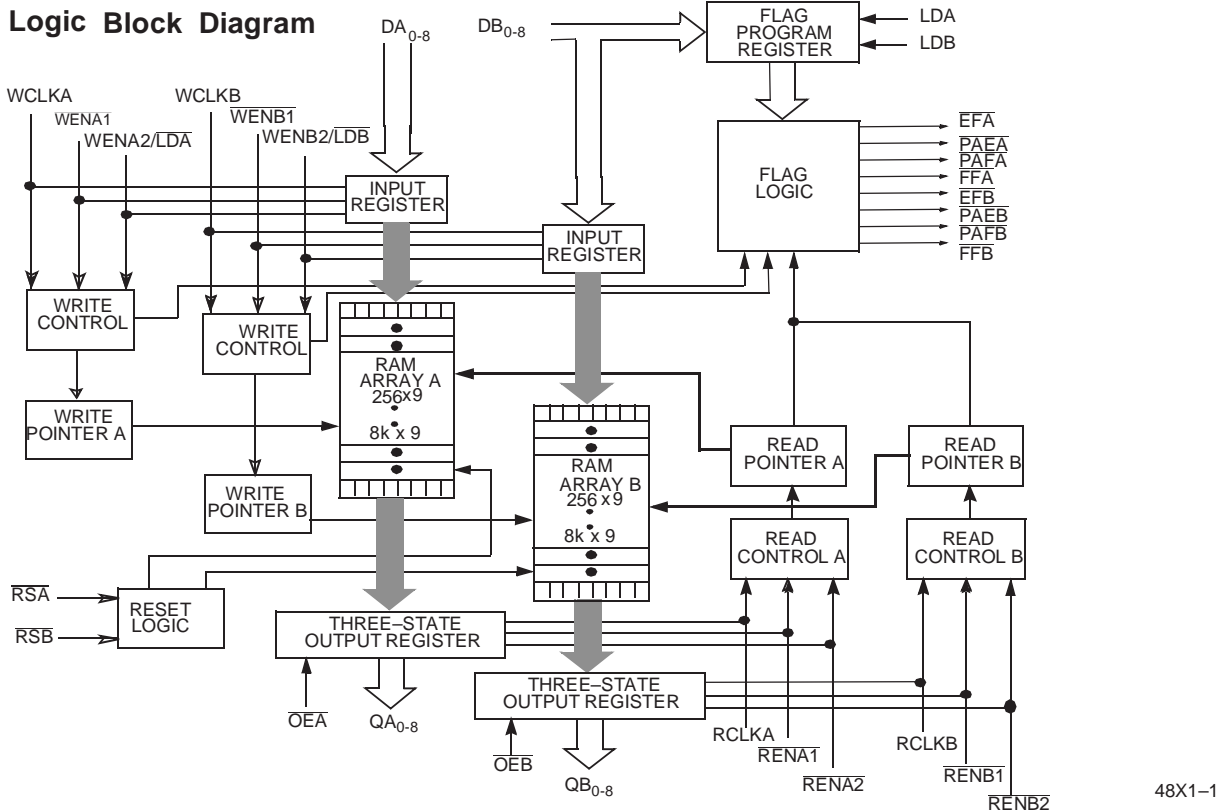 Logic Block Diagram
DA0-8
DB0-8
FLAG
PROGRAM
REGISTER
LDA
LDB
WCLKA
WENA1
WENA2/LDA
WCLKB
WENB1
WENB2/LDB
INPUT
REGISTER
INPUT
REGISTER
FLAG
LOGIC
EFA
PAEA
PAFA
FFA
EFB
PAEB
PAFB
FFB
WRITE
CONTROL
WRITE
CONTROL
RAM
ARRAY A
256x9
8k x 9
WRITE
POINTER A
WRITE
POINTER B
RAM
ARRAY B
256 x 9
8k x 9
READ
POINTER A
READ
POINTER B
READ
CONTROL A
READ
CONTROL B
RSA
RSB
RESET
LOGIC
THREE–STATE
OUTPUT REGISTER
THREE–STATE
OUTPUT REGISTER
OEA
QA0-8
OEB
QB0-8
RCLKA
RENA1
RENA2
RCLKB
RENB1
RENB2
48X1–1